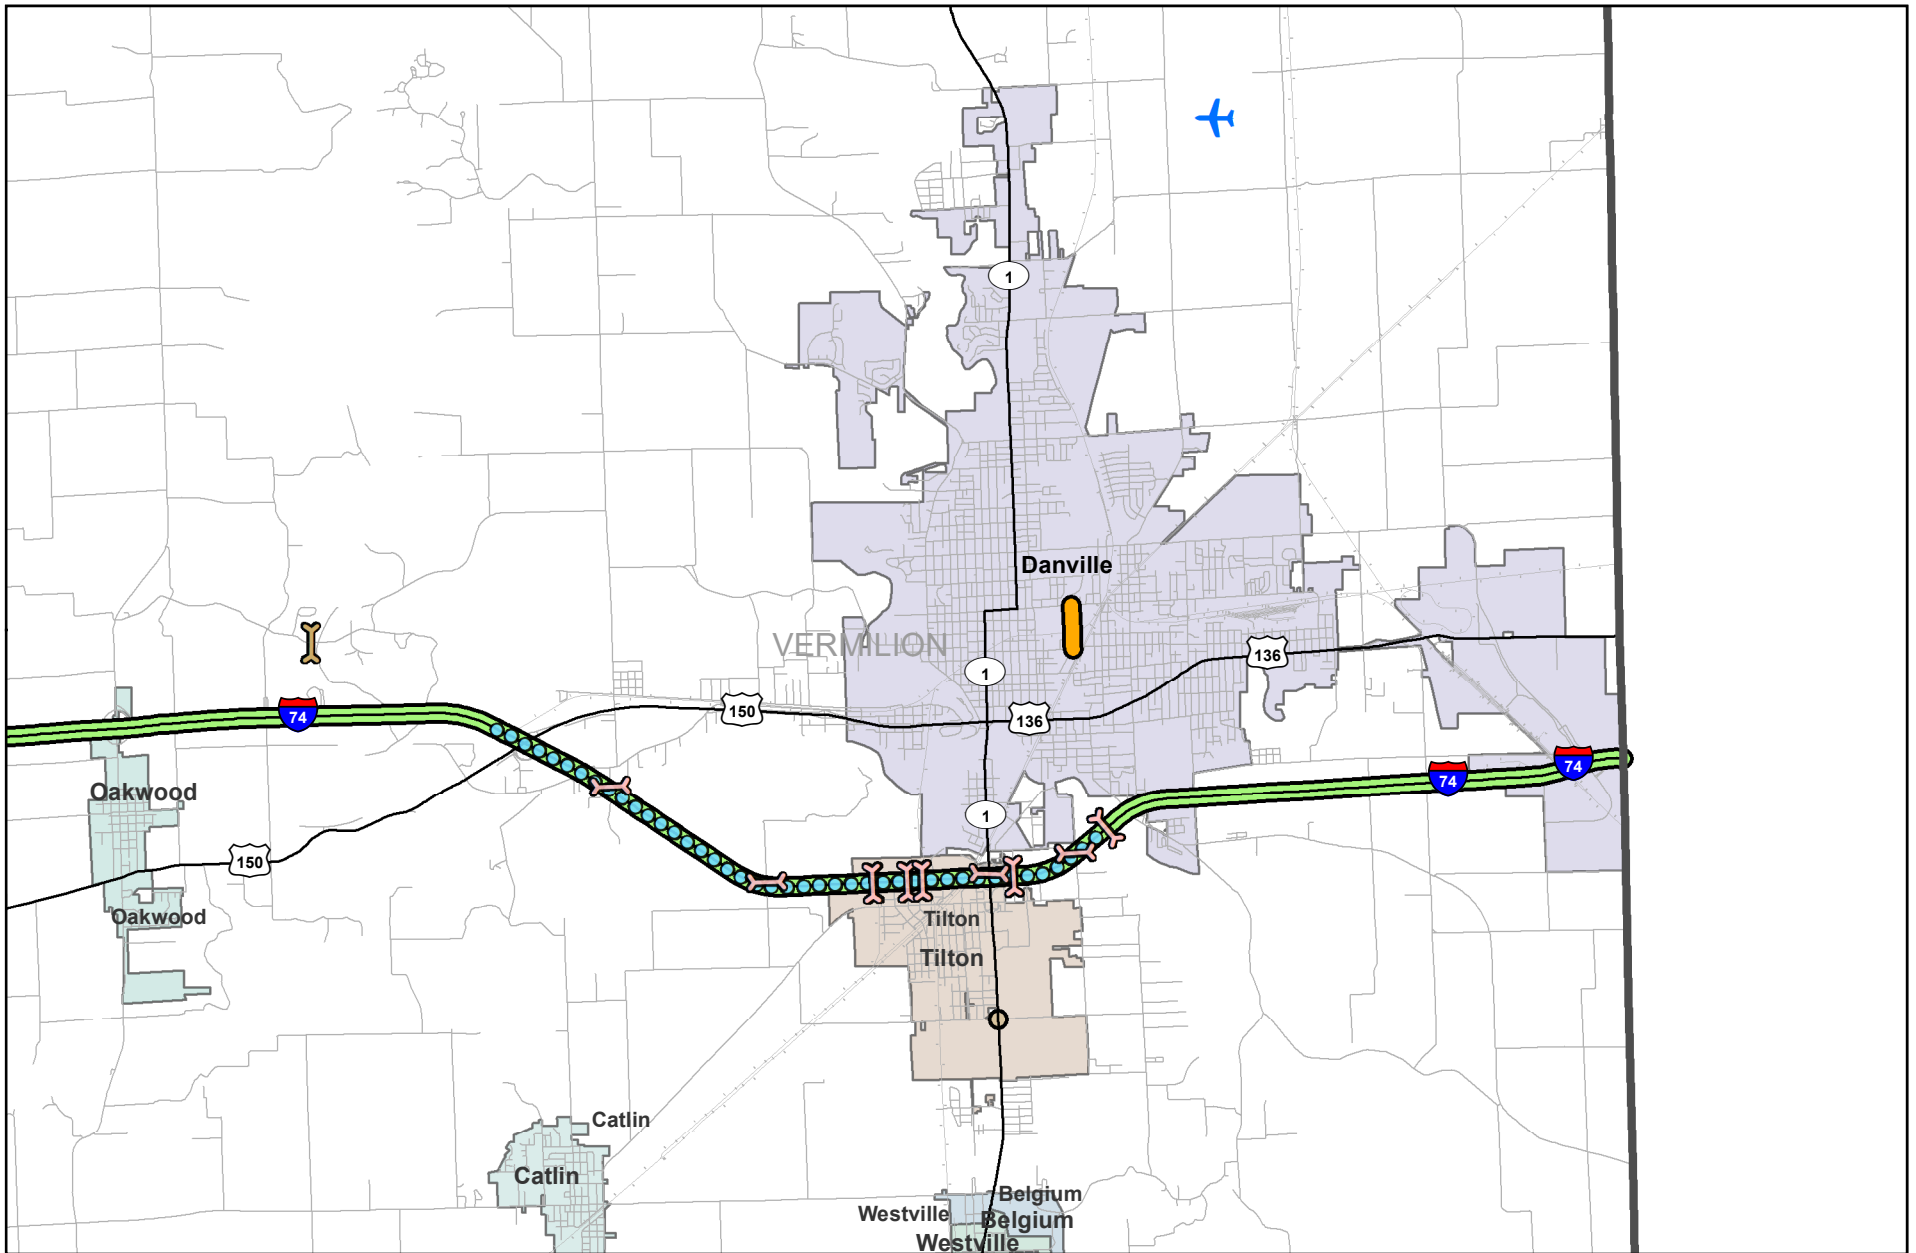 1
Danville
VERMILION
136
1
150
136
74
74
74
Oakwood
1
150
Oakwood
Tilton
Tilton
Catlin
Catlin
Belgium
Westville
Belgium
Westville